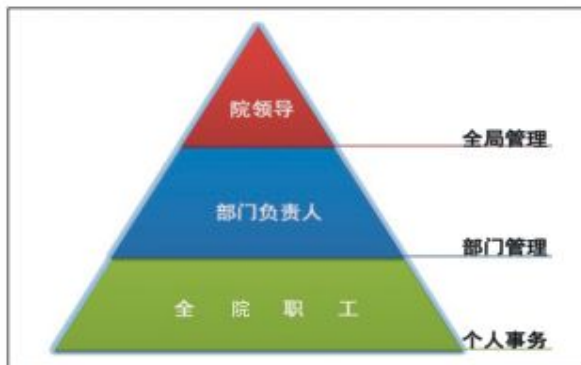 院领导
全局管理
部门负责人
部门管理
全院职工
个人事务